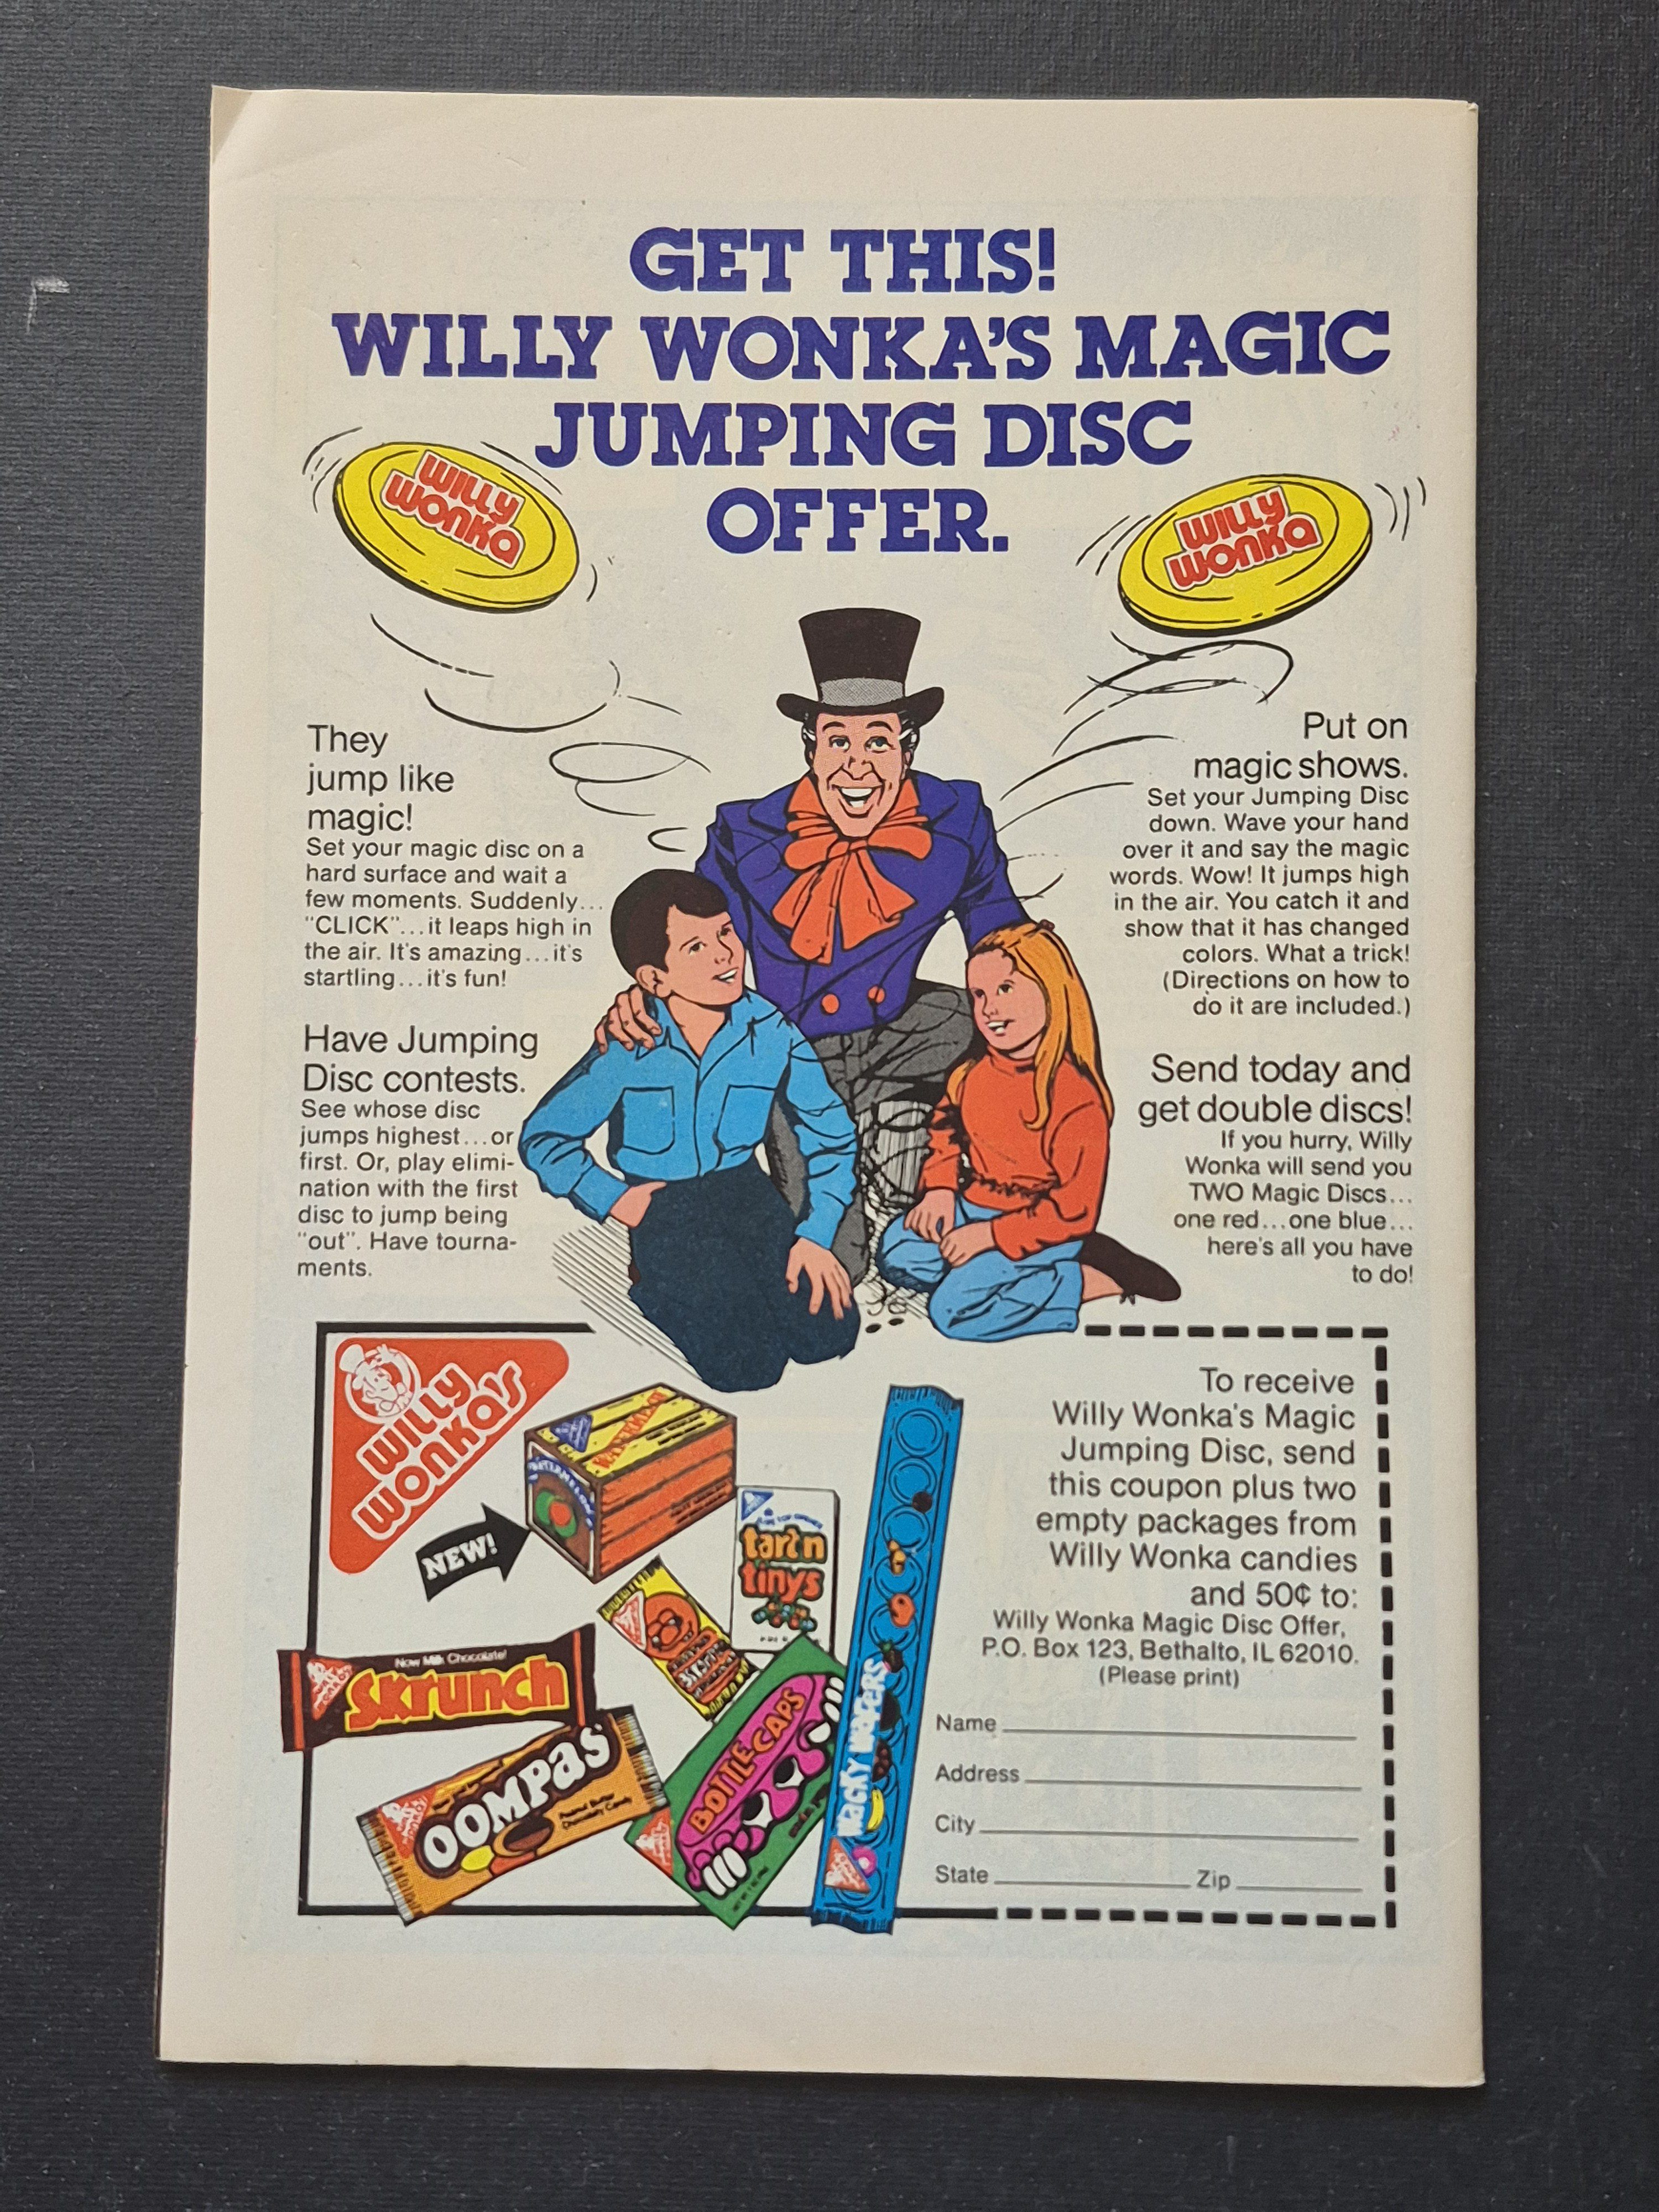 GET THIS!
WILLY WONKA'S MAGIC
JUMPING DISC
OFFER.
WILLY
WONKA
WILLY
WONKA
They
jump like
magic!
Set your magic disc on a
hard surface and wait a
few moments. Suddenly...
"CLICK"...it leaps high in
the air. It's amazing...it's
startling...it's fun!
Have Jumping
Disc contests.
See whose disc
jumps highest...or
first. Or, play elimi-
nation with the first
disc to jump being
"out". Have tourna-
ments.
Put on
magic shows.
Set your Jumping Disc
down. Wave your hand
over it and say the magic
words. Wow! It jumps high
in the air. You catch it and
show that it has changed
colors. What a trick!
(Directions on how to
do it are included.)
Send today and
get double discs!
If you hurry, Willy
Wonka will send you
TWO Magic Discs...
one red...one blue...
here's all you have
to do!
WILLY
WONKA'S
NEW!
tart n
tinys
Now Milk Chocolate!
Skrunch
OOMPAS
Peanut Butter
Chocolaty Candy
BOTTLE CAPS
WACKY WAFERS
To receive
Willy Wonka's Magic
Jumping Disc, send
this coupon plus two
empty packages from
Willy Wonka candies
and 50¢ to:
Willy Wonka Magic Disc Offer,
P.O. Box 123, Bethalto, IL 62010.
(Please print)
Name
Address
City
State Zip